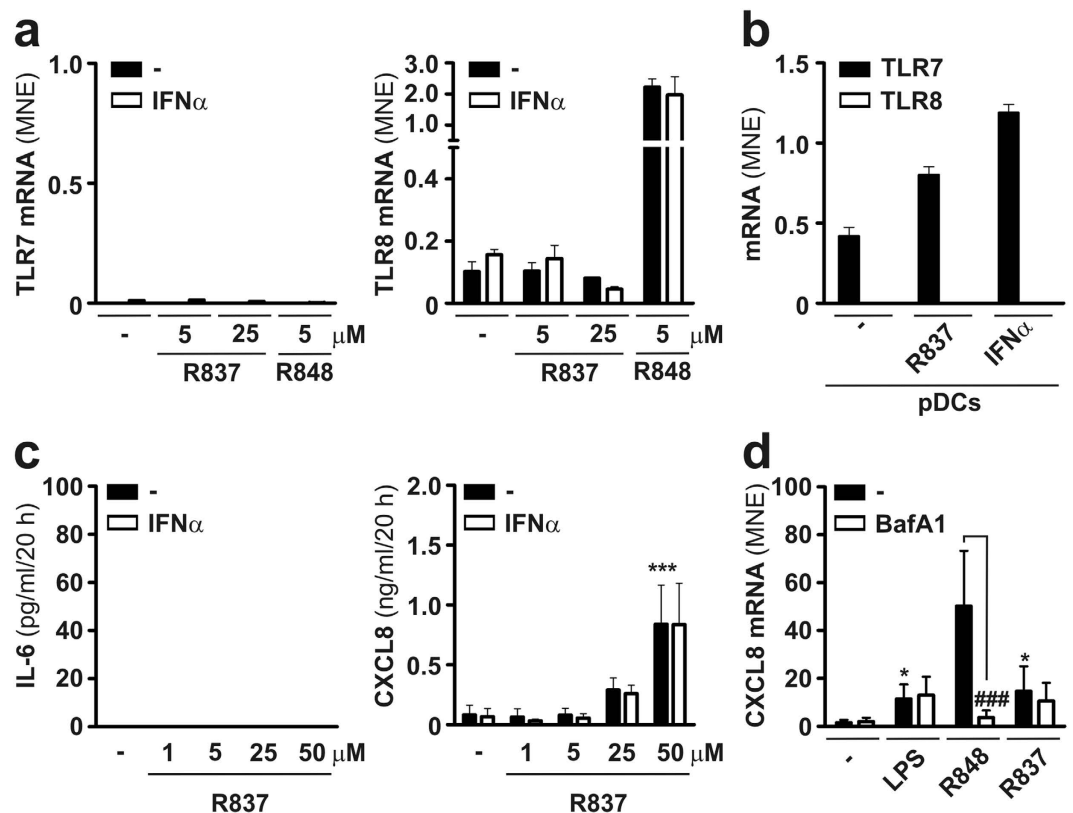 a
TLR7 mRNA (MNE)
1.0
0.5
0
-
IFNα
- 5 25 5 μM
R837 R848
TLR8 mRNA (MNE)
3.0
2.0
1.0
0.4
0.2
0
-
IFNα
- 5 25 5 μM
R837 R848
b
mRNA (MNE)
1.5
1.0
0.5
0
TLR7
TLR8
- R837 IFNα
pDCs
c
IL-6 (pg/ml/20 h)
100
80
60
40
20
0
-
IFNα
- 1 5 25 50 μM
R837
CXCL8 (ng/ml/20 h)
2.0
1.5
1.0
0.5
0
-
IFNα
***
- 1 5 25 50 μM
R837
d
CXCL8 mRNA (MNE)
100
80
60
40
20
0
-
BafA1
* ### *
- LPS R848 R837